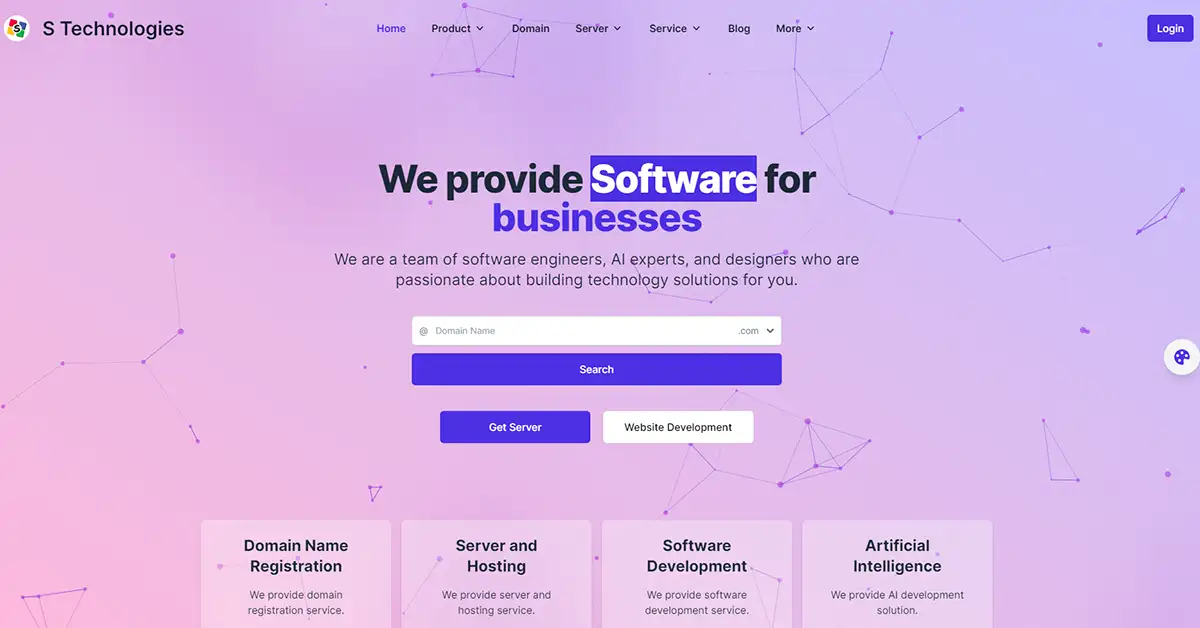 S
S Technologies
Home
Product
Domain
Server
Service
Blog
More
Login
We provide Software for
businesses
We are a team of software engineers, AI experts, and designers who are
passionate about building technology solutions for you.
@ Domain Name .com
Search
Get Server
Website Development
Domain Name
Registration
We provide domain
registration service.
Server and
Hosting
We provide server and
hosting service.
Software
Development
We provide software
development service.
Artificial
Intelligence
We provide AI development
solution.